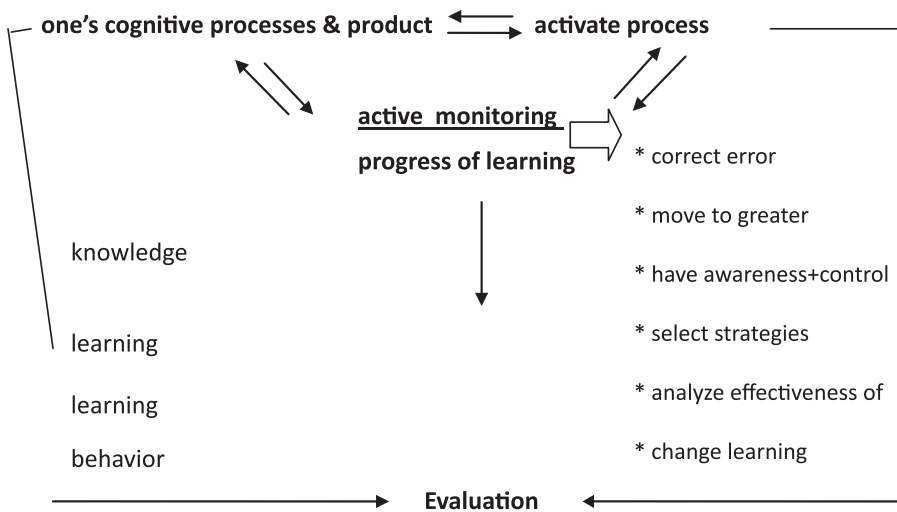 one's cognitive processes & product
activate process
active monitoring
progress of learning
* correct error
* move to greater
knowledge
* have awareness+control
* select strategies
learning
* analyze effectiveness of
learning
* change learning
behavior
Evaluation